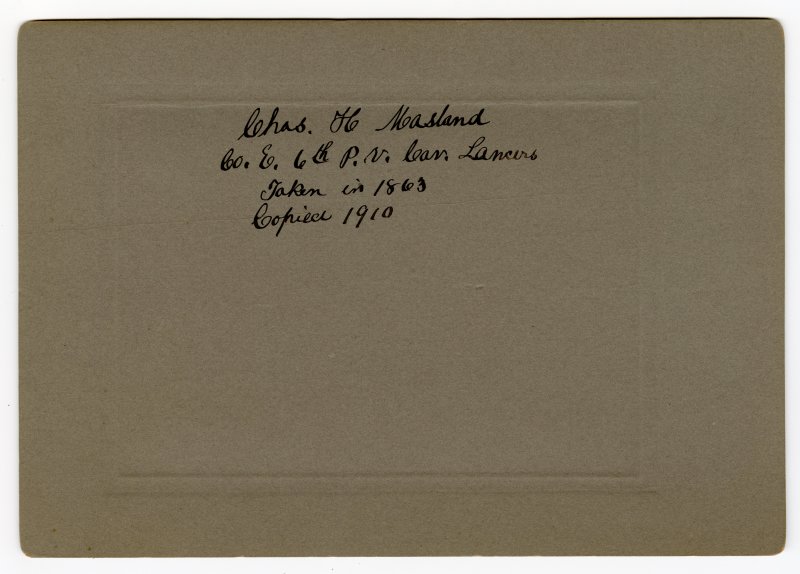 Chas. H Masland
Co. E. 6th P. V. Cav. Lancers
Taken in 1863
Copied 1910